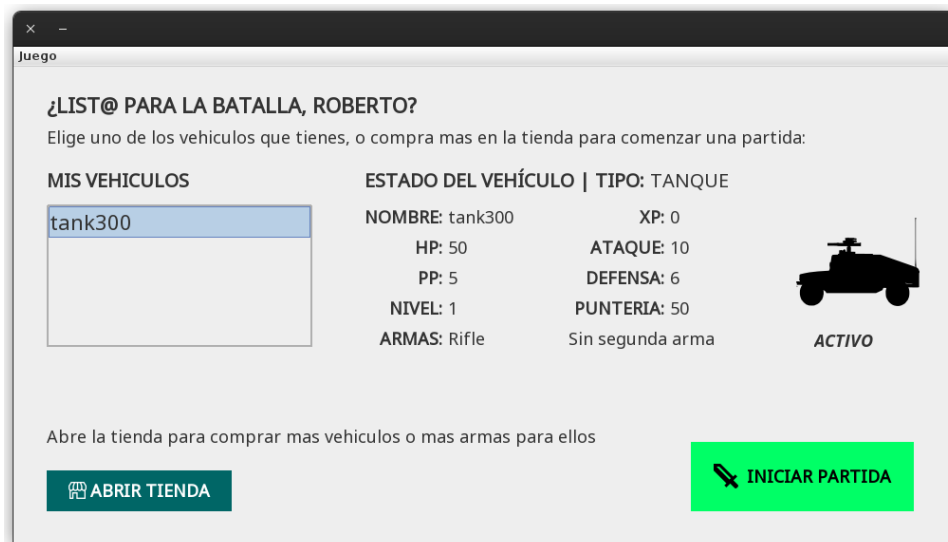 Juego
¿LIST@ PARA LA BATALLA, ROBERTO?
Elige uno de los vehiculos que tienes, o compra mas en la tienda para comenzar una partida:
MIS VEHICULOS
tank300
ESTADO DEL VEHÍCULO | TIPO: TANQUE
NOMBRE: tank300
XP: 0
HP: 50
ATAQUE: 10
PP: 5
DEFENSA: 6
NIVEL: 1
PUNTERIA: 50
ARMAS: Rifle
Sin segunda arma
ACTIVO
Abre la tienda para comprar mas vehiculos o mas armas para ellos
ABRIR TIENDA
INICIAR PARTIDA